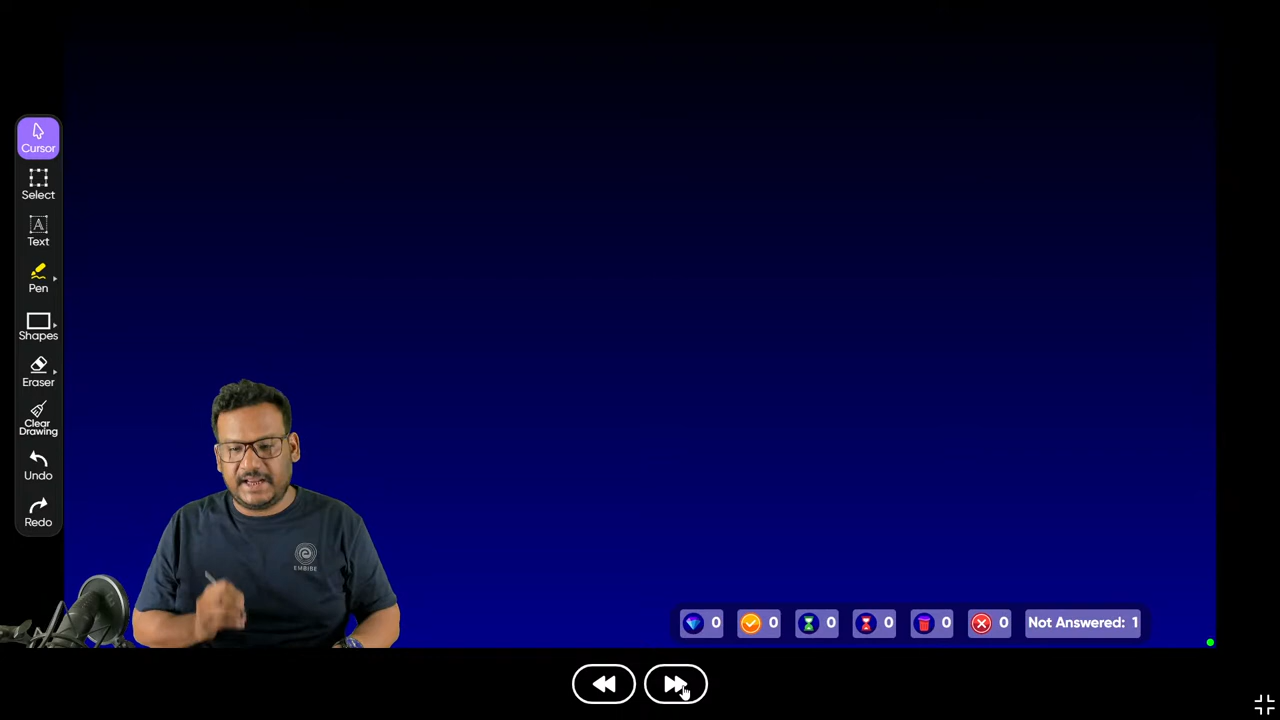 Cursor
Select
Text
Pen
Shapes
Eraser
Clear
Drawing
Undo
Redo
EMBIBE
0
0
0
0
0
0
Not Answered: 1